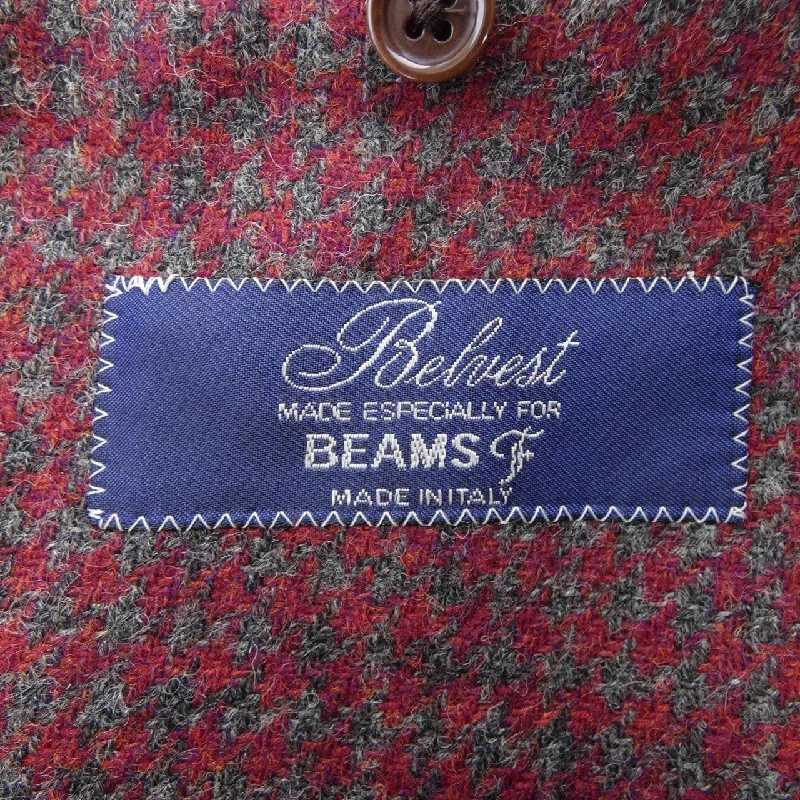 Belvest
MADE ESPECIALLY FOR
BEAMS F
MADE IN ITALY